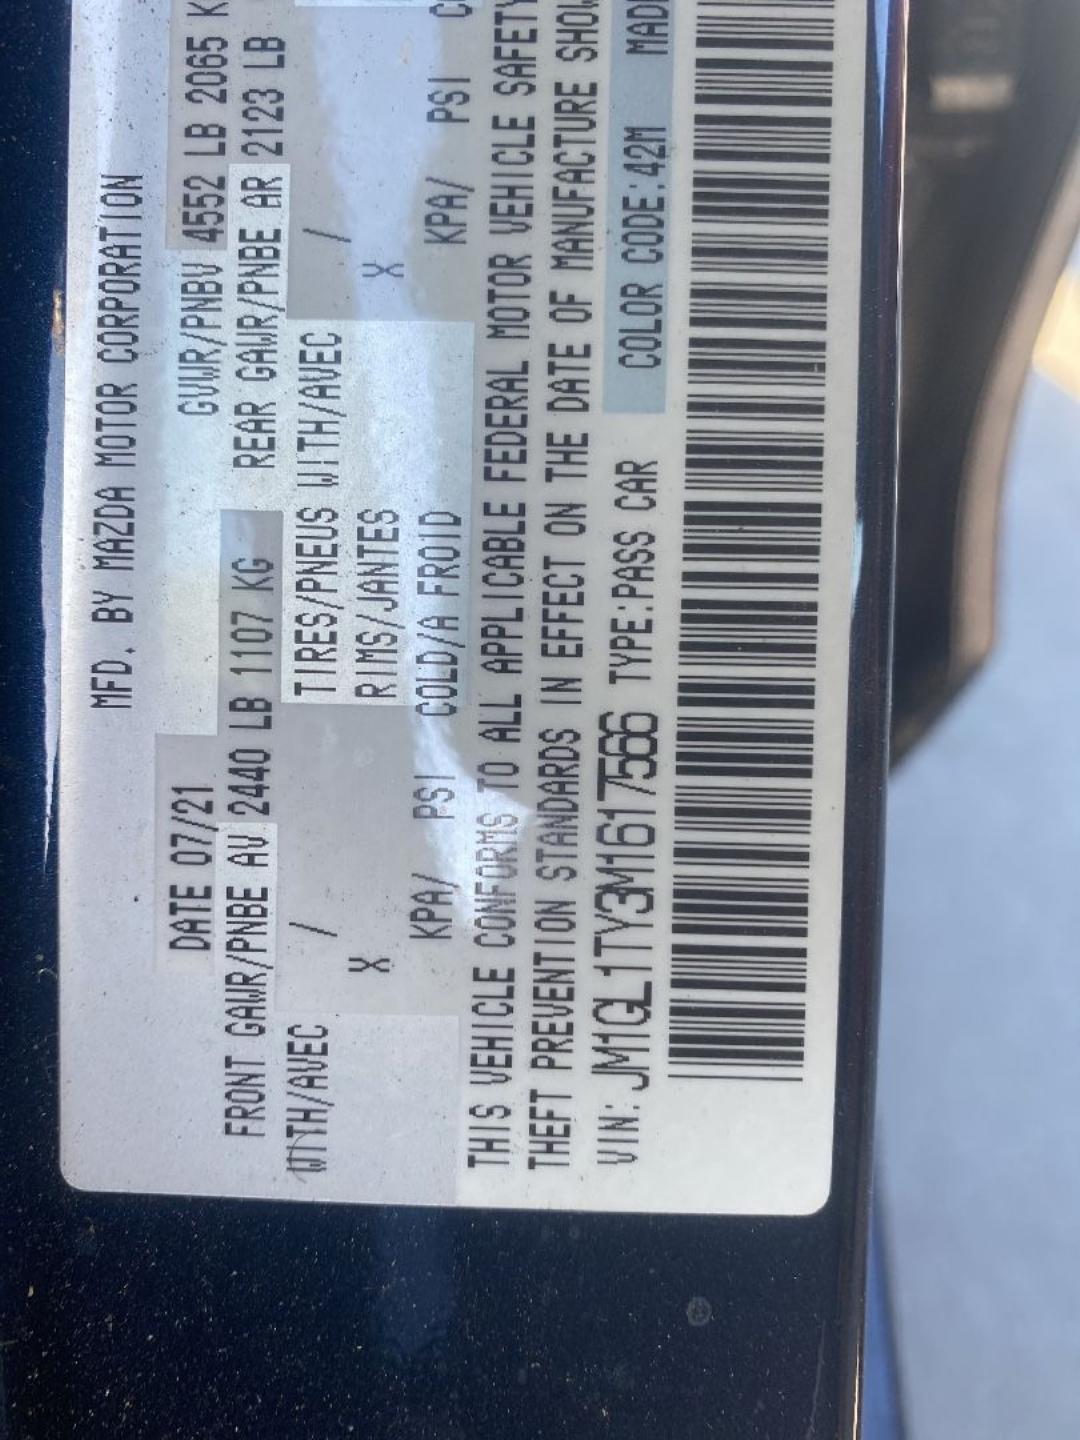 MFD. BY MAZDA MOTOR CORPORATION
DATE 07/21 GVWR/PNBV 4552 LB 2065 K
FRONT GAWR/PNBE AV 2440 LB 1107 KG REAR GAWR/PNBE AR 2123 LB
WITH/AVEC / TIRES/PNEUS WITH/AVEC /
X RIMS/JANTES X
KPA/ PSI COLD/A FROID KPA/ PSI
THIS VEHICLE CONFORMS TO ALL APPLICABLE FEDERAL MOTOR VEHICLE SAFETY
THEFT PREVENTION STANDARDS IN EFFECT ON THE DATE OF MANUFACTURE SHOW
VIN: JM1GL1TY3M1617566 TYPE:PASS CAR COLOR CODE:42M MADE